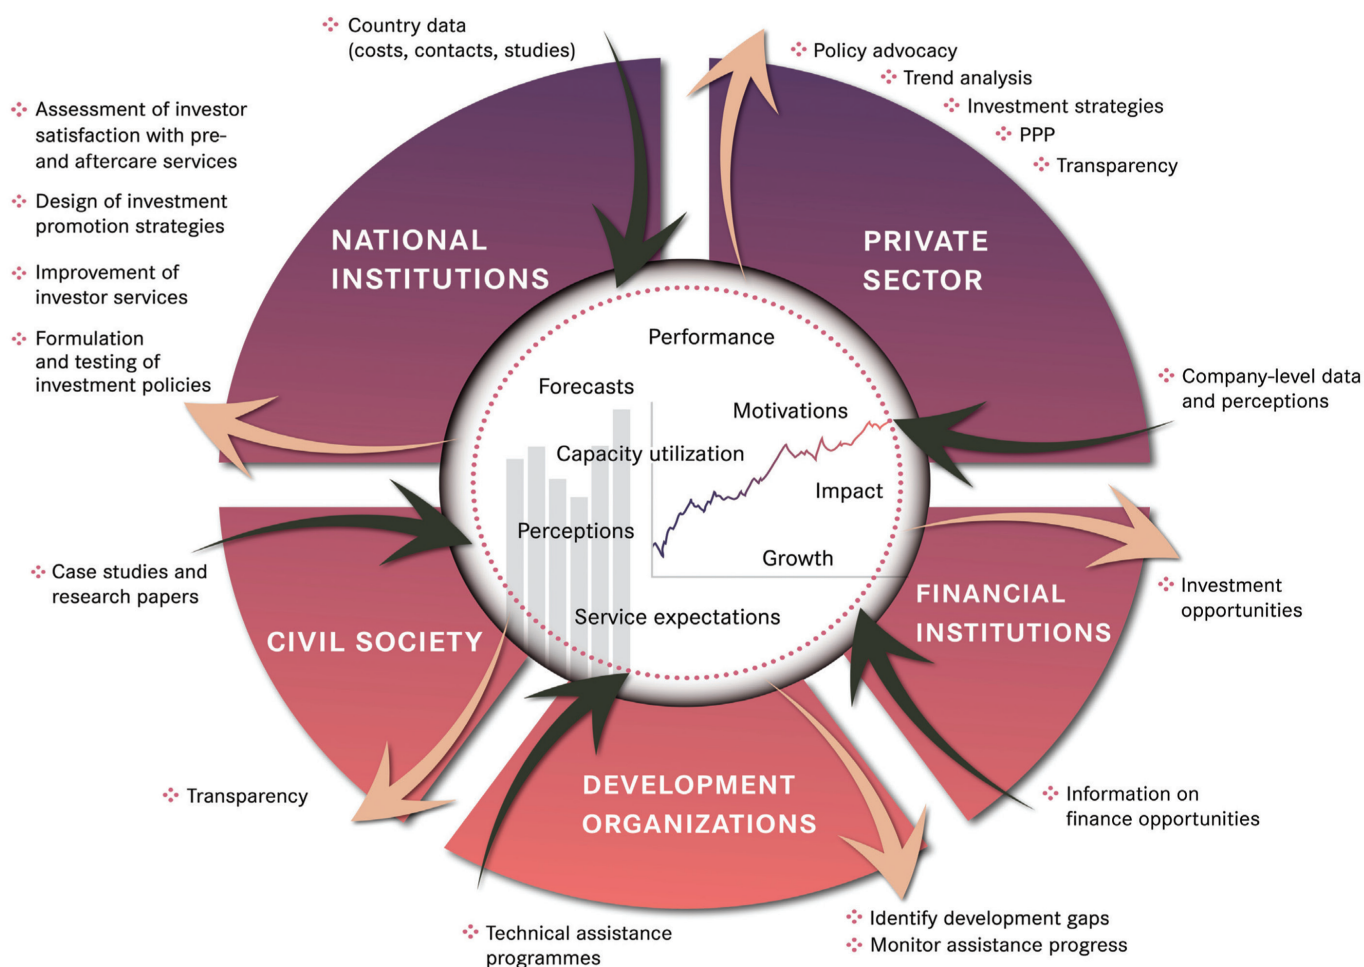 Country data
(costs, contacts, studies)
Policy advocacy
Trend analysis
Investment strategies
PPP
Transparency
Assessment of investor
satisfaction with pre-
and aftercare services
Design of investment
promotion strategies
Improvement of
investor services
Formulation
and testing of
investment policies
NATIONAL
INSTITUTIONS
PRIVATE
SECTOR
Company-level data
and perceptions
Performance
Forecasts
Motivations
Capacity utilization
Impact
Perceptions
Growth
Service expectations
Case studies and
research papers
CIVIL SOCIETY
Transparency
FINANCIAL
INSTITUTIONS
Investment
opportunities
Information on
finance opportunities
DEVELOPMENT
ORGANIZATIONS
Technical assistance
programmes
Identify development gaps
Monitor assistance progress